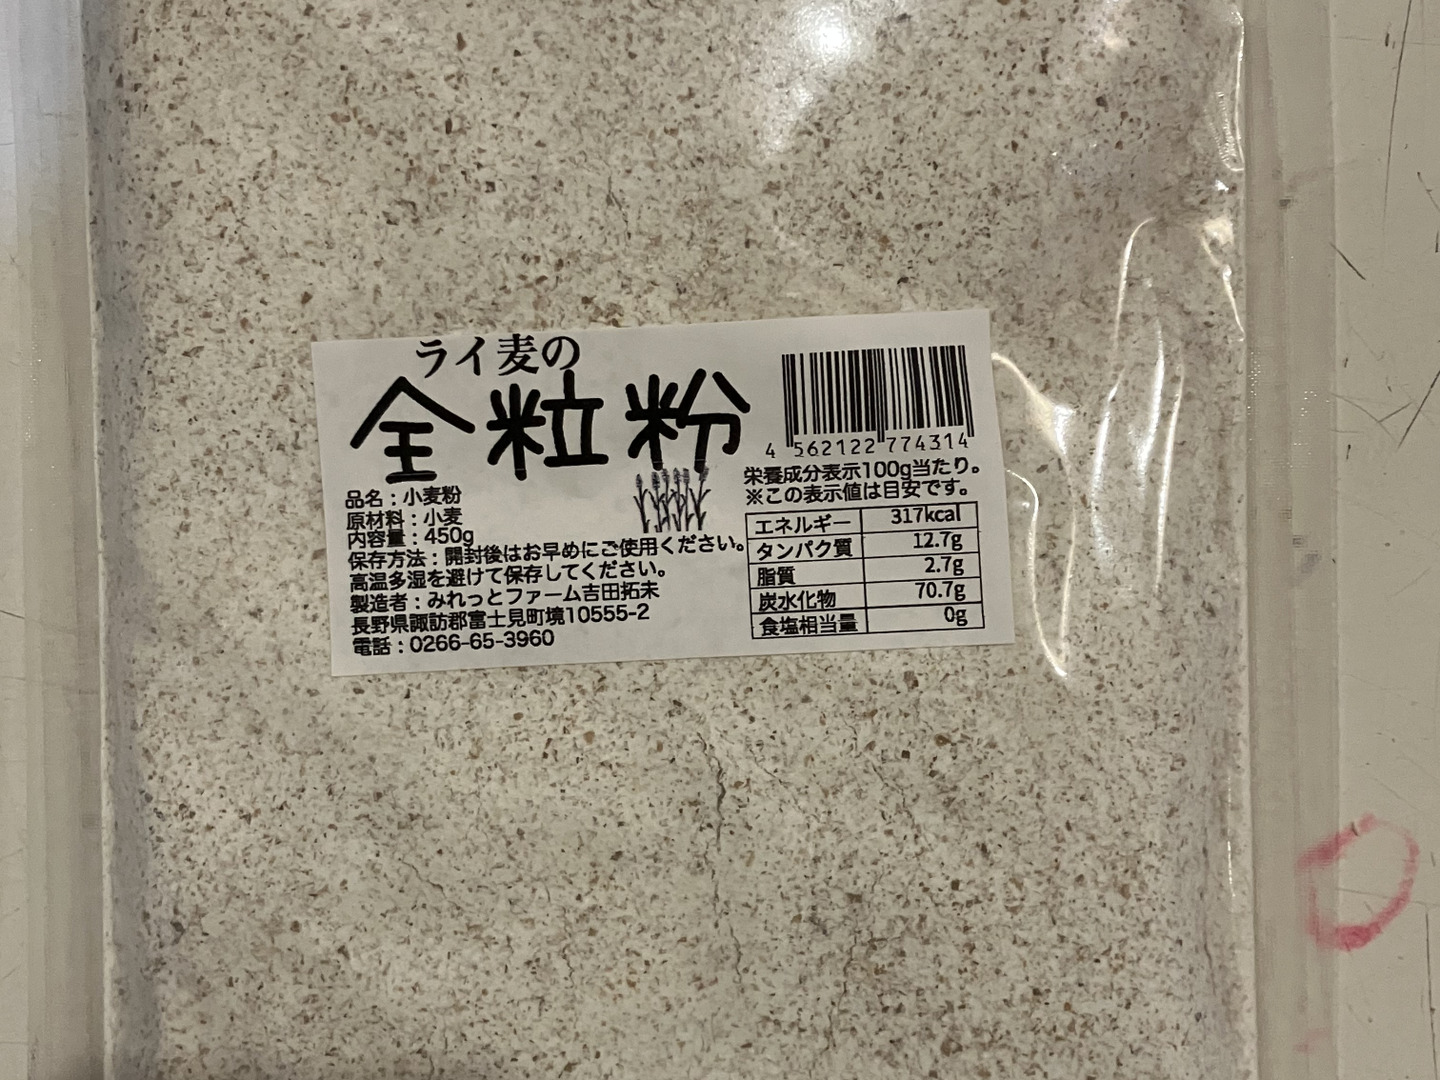 ライ麦の
全粒粉
品名：小麦粉
原材料：小麦
内容量：450g
保存方法：開封後はお早めにご使用ください。
高温多湿を避けて保存してください。
製造者：みれっとファーム吉田拓未
長野県諏訪郡富士見町境10555-2
電話：0266-65-3960
4 562122 774314
栄養成分表示100g当たり。
※この表示値は目安です。
エネルギー 317kcal
タンパク質 12.7g
脂質 2.7g
炭水化物 70.7g
食塩相当量 0g